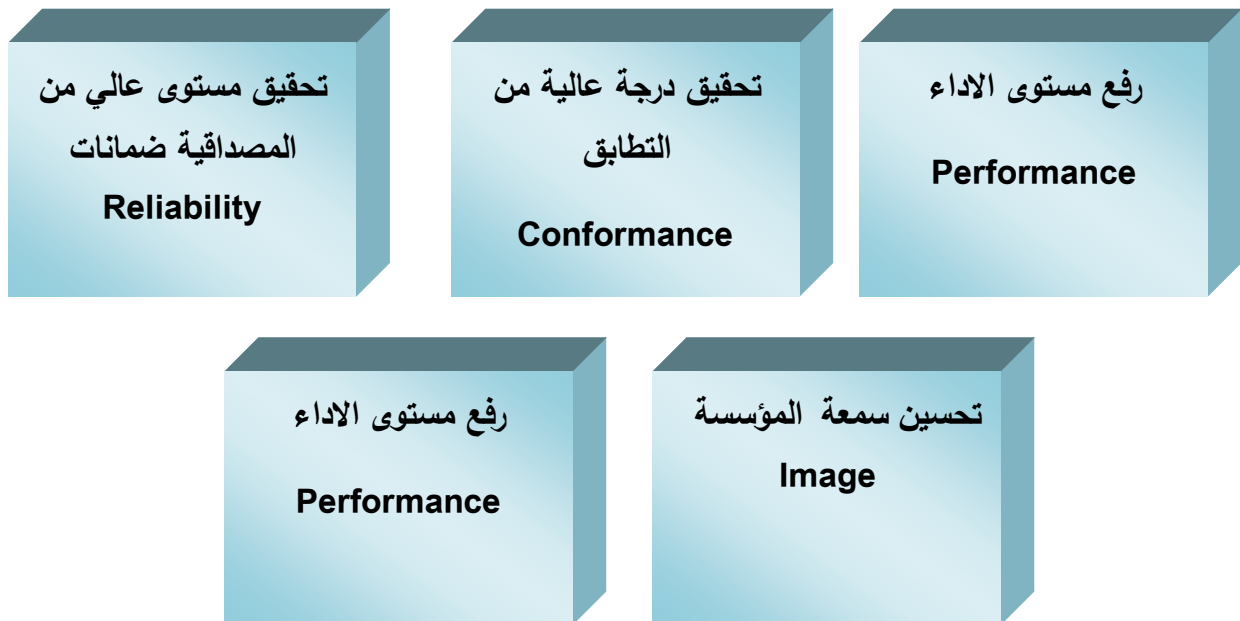 رفع مستوى الاداء
Performance
تحقيق درجة عالية من
التطابق
Conformance
تحقيق مستوى عالي من
المصداقية ضمانات
Reliability
تحسين سمعة المؤسسة
Image
رفع مستوى الاداء
Performance